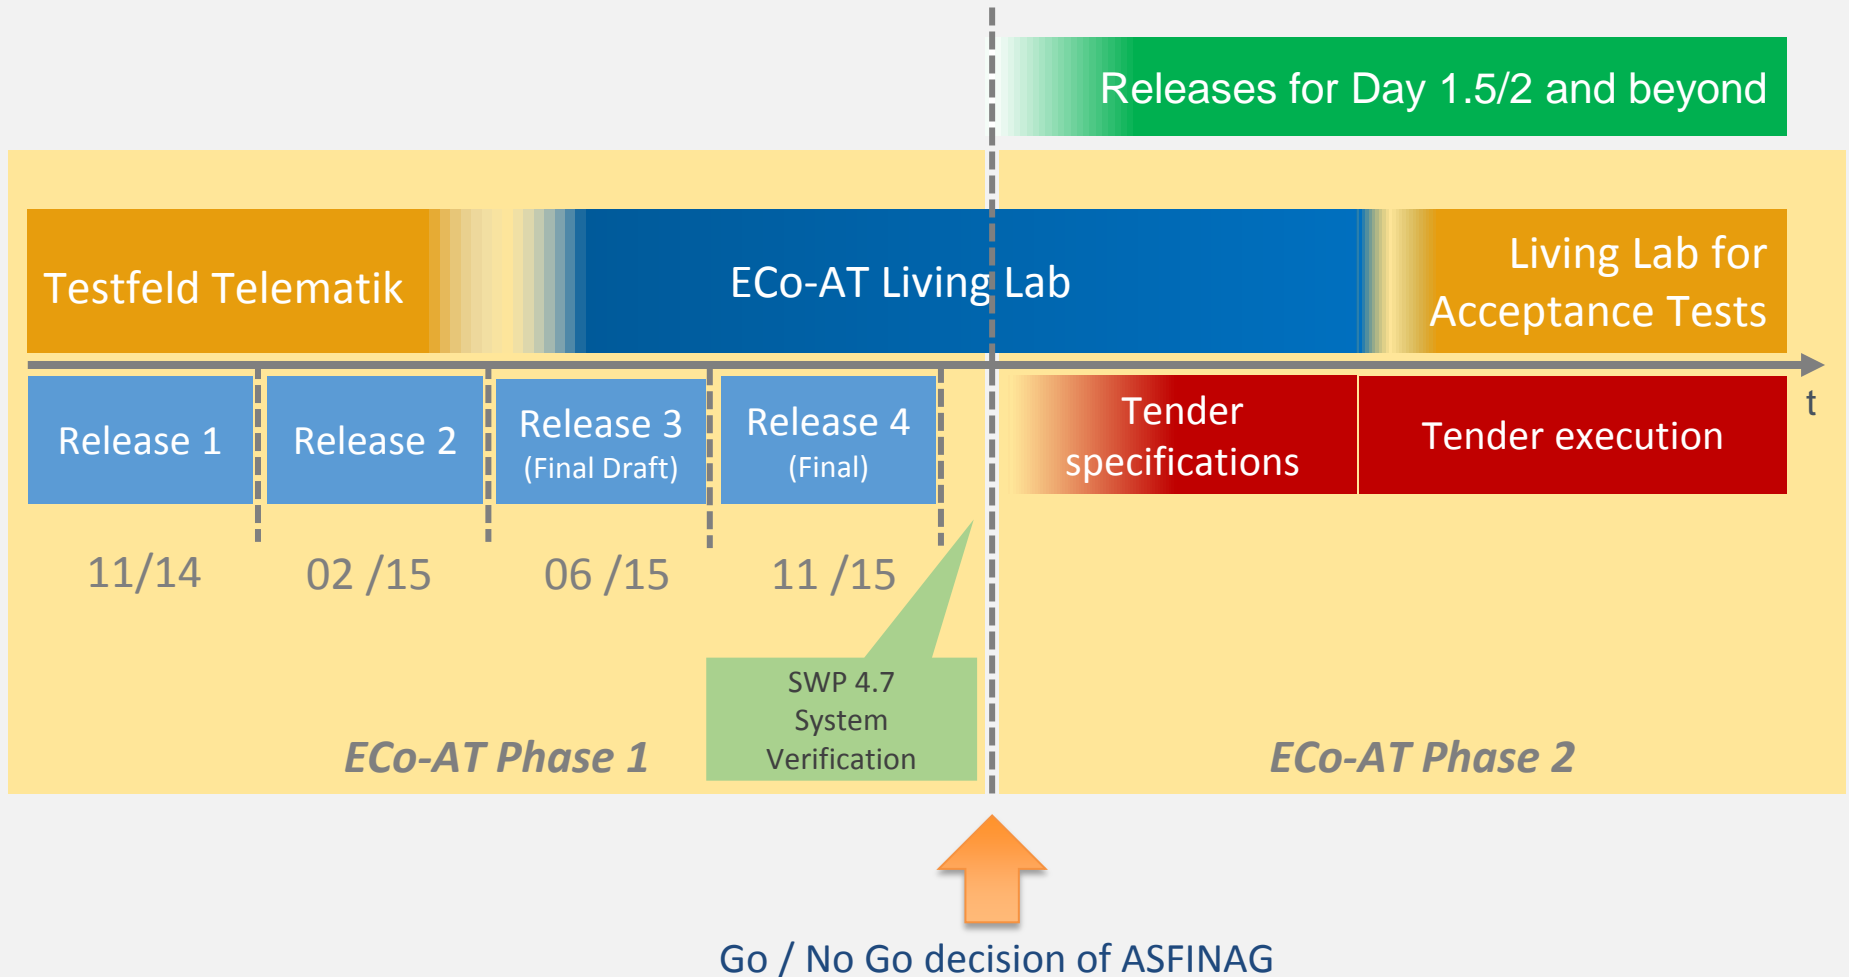 Releases for Day 1.5/2 and beyond
Testfeld Telematik
ECo-AT Living Lab
Living Lab for
Acceptance Tests
t
Release 1
Release 2
Release 3
(Final Draft)
Release 4
(Final)
Tender
specifications
Tender execution
11/14
02 /15
06 /15
11 /15
SWP 4.7
System
Verification
ECo-AT Phase 1
ECo-AT Phase 2
Go / No Go decision of ASFINAG